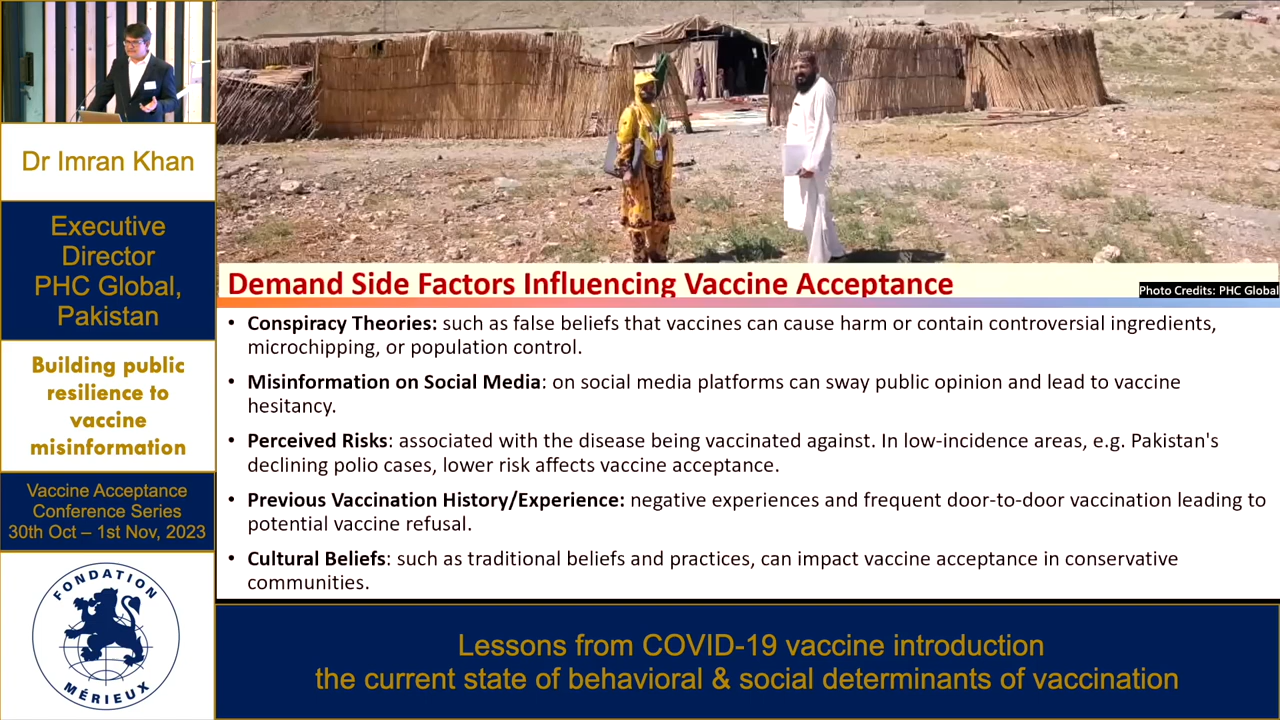 Dr Imran Khan
Executive
Director
PHC Global,
Pakistan
Building public
resilience to
vaccine
misinformation
Vaccine Acceptance
Conference Series
30th Oct – 1st Nov, 2023
FONDATION
MÉRIEUX
Demand Side Factors Influencing Vaccine Acceptance
Photo Credits: PHC Global
• Conspiracy Theories: such as false beliefs that vaccines can cause harm or contain controversial ingredients,
microchipping, or population control.
• Misinformation on Social Media: on social media platforms can sway public opinion and lead to vaccine
hesitancy.
• Perceived Risks: associated with the disease being vaccinated against. In low-incidence areas, e.g. Pakistan's
declining polio cases, lower risk affects vaccine acceptance.
• Previous Vaccination History/Experience: negative experiences and frequent door-to-door vaccination leading to
potential vaccine refusal.
• Cultural Beliefs: such as traditional beliefs and practices, can impact vaccine acceptance in conservative
communities.
Lessons from COVID-19 vaccine introduction
the current state of behavioral & social determinants of vaccination